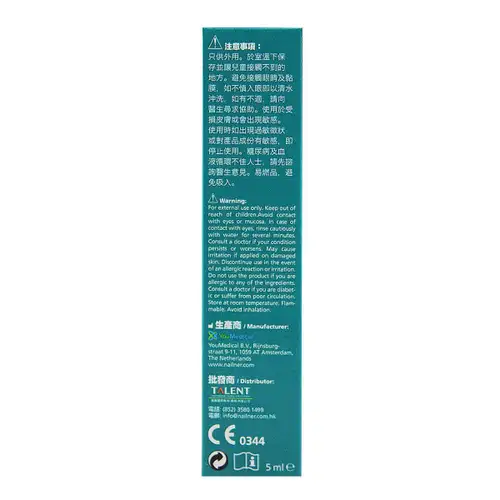 ⚠ 注意事項：
只供外用。於室溫下保
存並讓兒童接觸不到的
地方。避免接觸眼睛及黏
膜，如不慎入眼即以清水
沖洗，如有不適，請向
醫生尋求協助。使用於受
損皮膚或會出現敏感。
使用時如出現過敏徵狀
或對產品成份有敏感，即
停止使用。糖尿病及血
液循環不佳人士，請先諮
詢醫生意見。易燃品，避
免吸入。
⚠ Warning:
For external use only. Keep out of
reach of children.Avoid contact
with eyes or mucosa. In case of
contact with eyes, rinse cautiously
with water for several minutes.
Consult a doctor if your condition
persists or worsens. May cause
irritation if applied on damaged
skin. Discontinue use in the event
of an allergic reaction or irritation.
Do not use the product if you are
allergic to any of the ingredients.
Consult a doctor if you are diabet-
ic or suffer from poor circulation.
Store at room temperature. Flam-
mable. Avoid inhalation.
生產商 / Manufacturer:
YouMedical
YouMedical B.V., Rijnsburg-
straat 9-11, 1059 AT Amsterdam,
The Netherlands
www.nailner.com
批發商 / Distributor:
TALENT
電話: (852) 3580 1499
電郵: info@nailner.com.hk
CE 0344
5 ml e